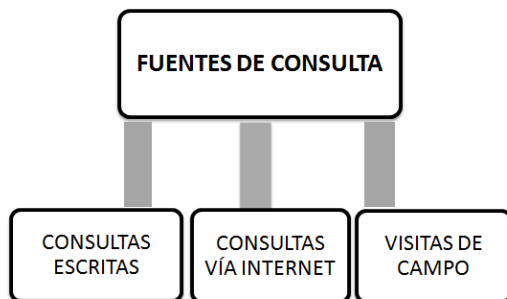 FUENTES DE CONSULTA
CONSULTAS
ESCRITAS
CONSULTAS
VÍA INTERNET
VISITAS DE
CAMPO